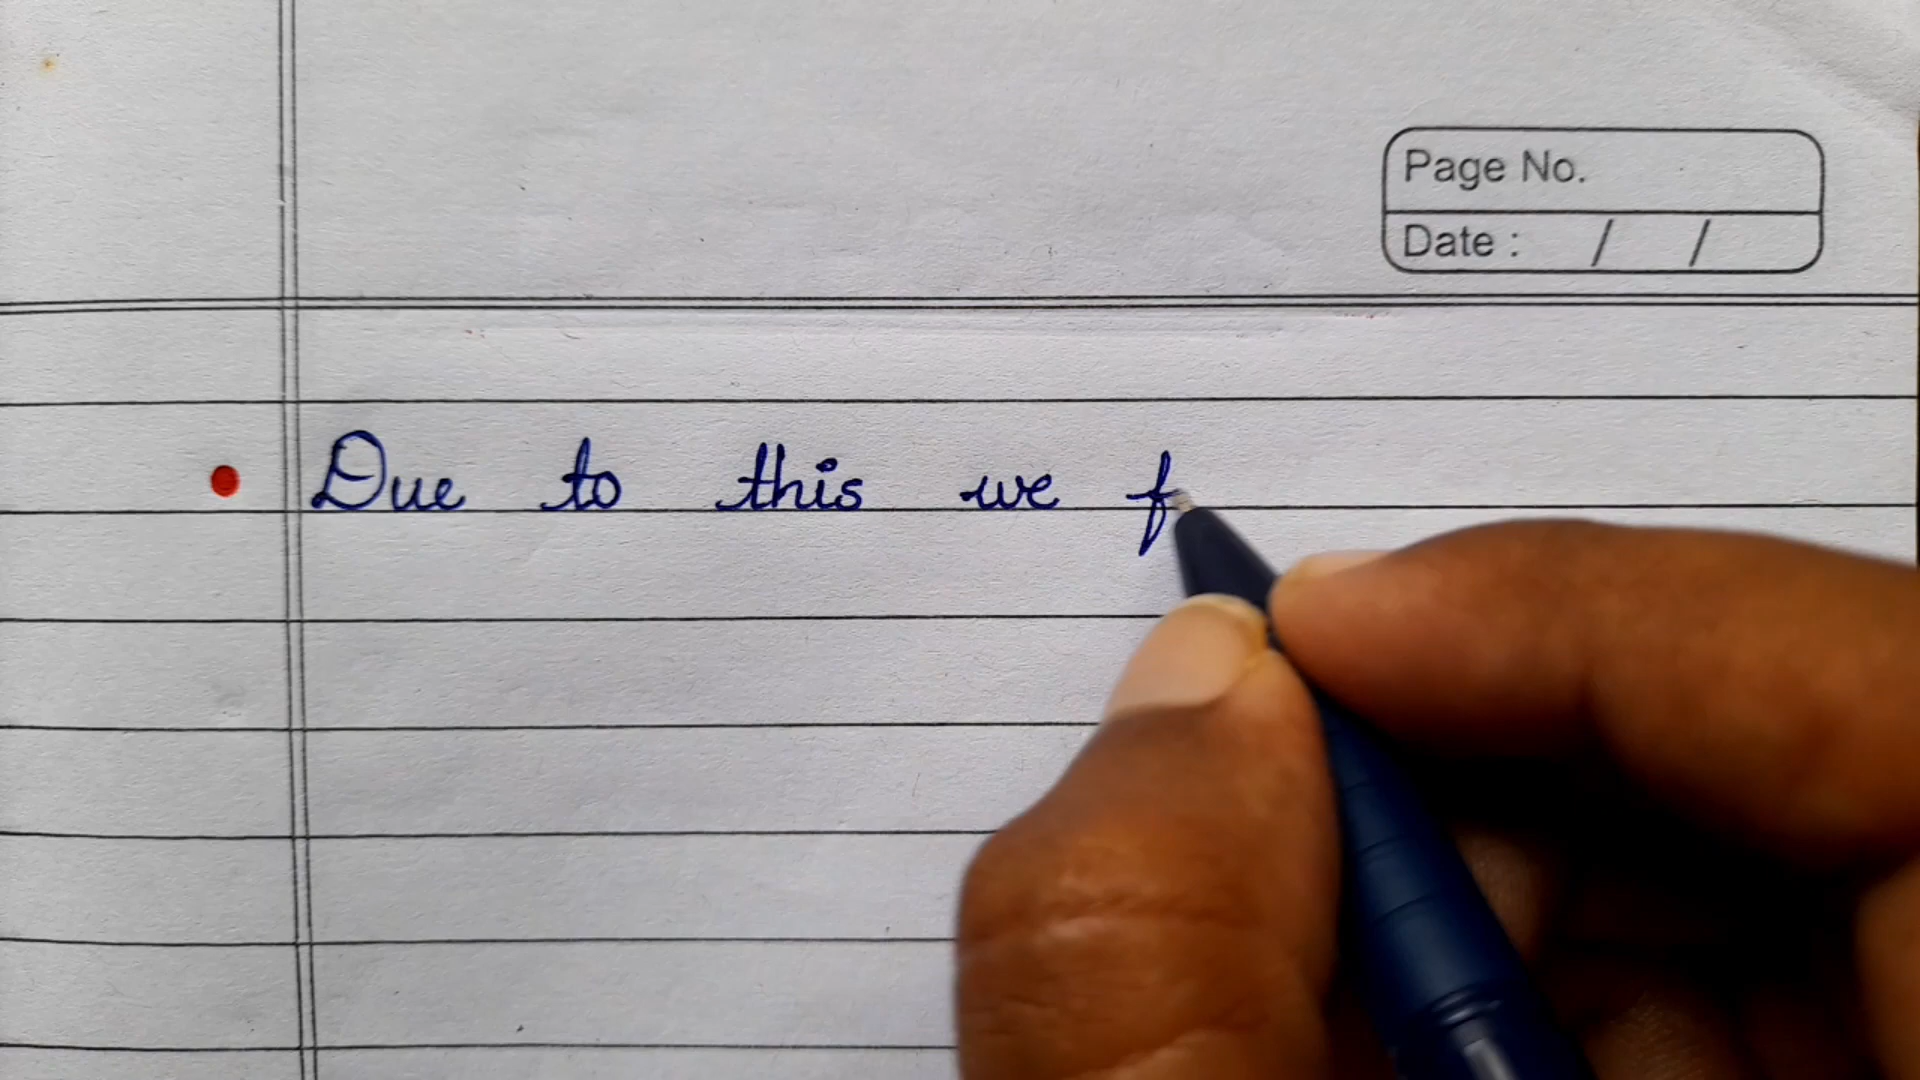 Page No.
Date : / /
Due to this we f